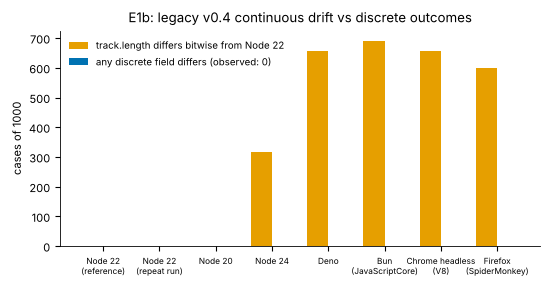 E1b: legacy v0.4 continuous drift vs discrete outcomes
track.length differs bitwise from Node 22
any discrete field differs (observed: 0)
cases of 1000
700
600
500
400
300
200
100
0
Node 22
(reference)
Node 22
(repeat run)
Node 20
Node 24
Deno
Bun
(JavaScriptCore)
Chrome headless
(V8)
Firefox
(SpiderMonkey)